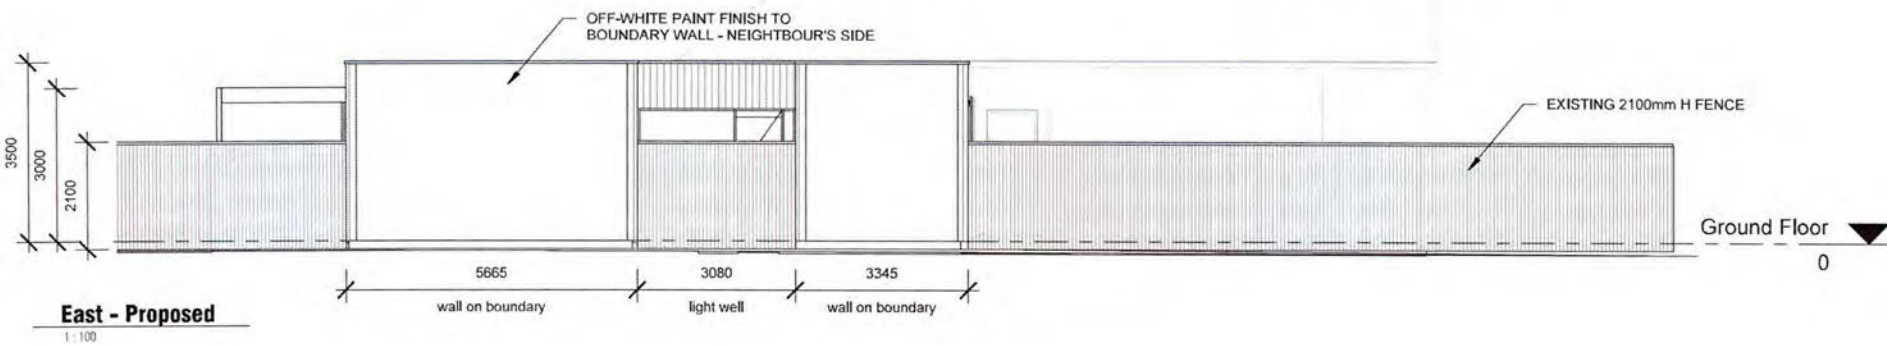 OFF-WHITE PAINT FINISH TO
BOUNDARY WALL - NEIGHTBOUR'S SIDE
EXISTING 2100mm H FENCE
3500
3000
2100
Ground Floor
0
5665
3080
3345
wall on boundary
light well
wall on boundary
East - Proposed
1 : 100